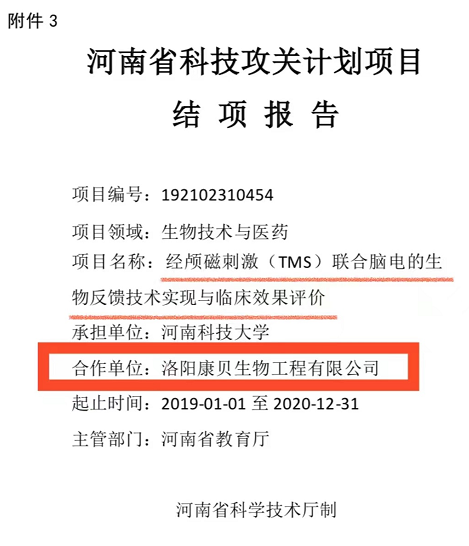 附件 3
河南省科技攻关计划项目
结 项 报 告
项目编号：192102310454
项目领域：生物技术与医药
项目名称：经颅磁刺激（TMS）联合脑电的生
物反馈技术实现与临床效果评价
承担单位：河南科技大学
合作单位：洛阳康贝生物工程有限公司
起止时间：2019-01-01 至 2020-12-31
主管部门：河南省教育厅
河南省科学技术厅制